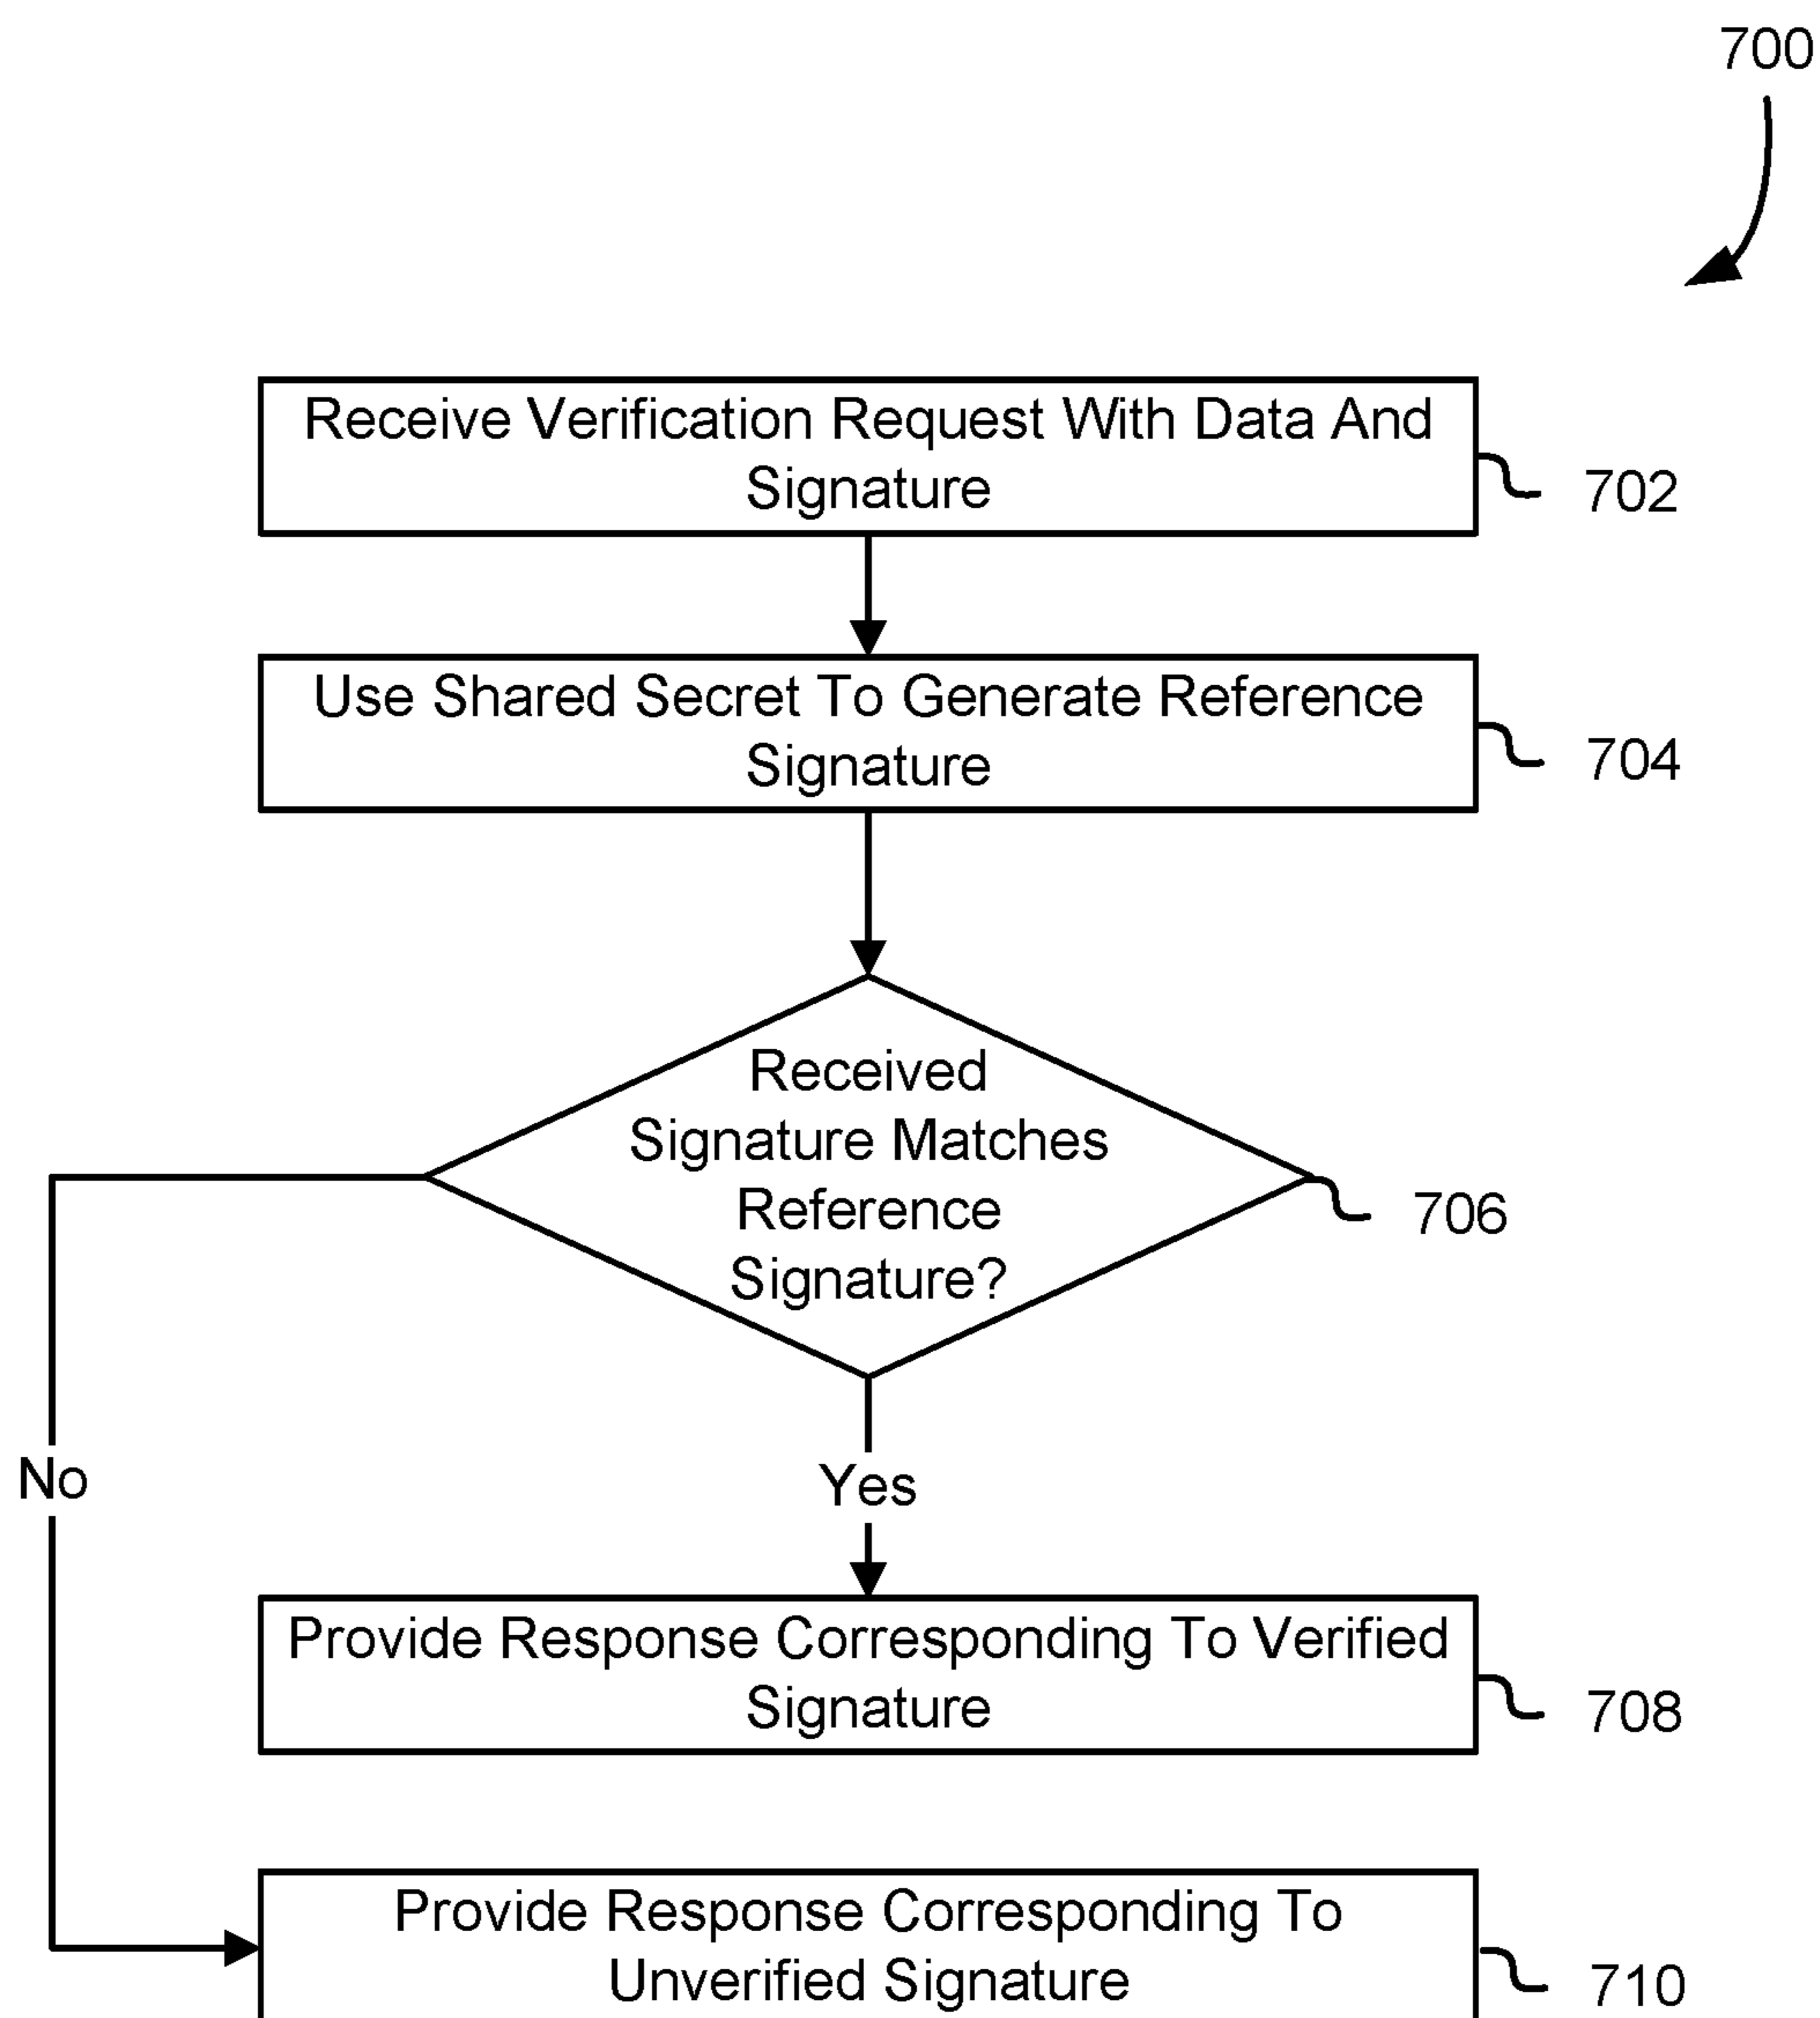 700
Receive Verification Request With Data And
Signature
702
Use Shared Secret To Generate Reference
Signature
704
Received
Signature Matches
Reference
Signature?
706
No
Yes
Provide Response Corresponding To Verified
Signature
708
Provide Response Corresponding To
Unverified Signature
710